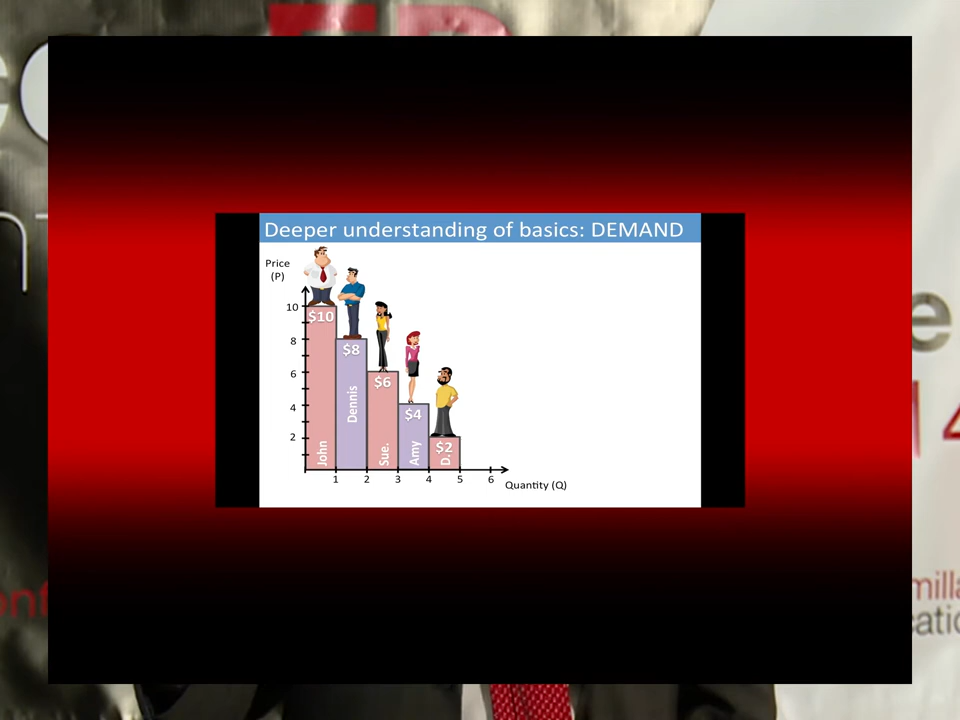 Deeper understanding of basics: DEMAND
Price
(P)
10
8
6
4
2
$10
$8
$6
$4
$2
John
Dennis
Sue.
Amy
D.
1 2 3 4 5 6
Quantity (Q)